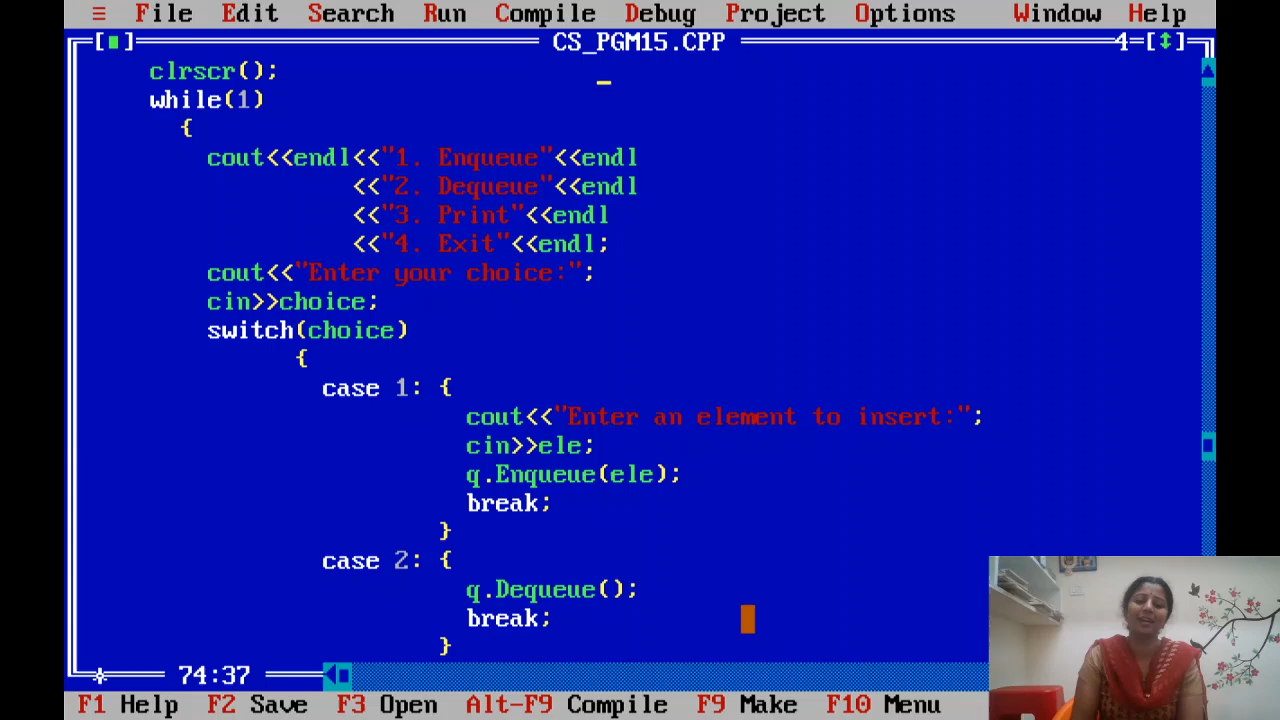 ≡ File Edit Search Run Compile Debug Project Options Window Help
[■] CS_PGM15.CPP 4=[↕]
clrscr();
while(1)
{
cout<<endl<<"1. Enqueue"<<endl
<<"2. Dequeue"<<endl
<<"3. Print"<<endl
<<"4. Exit"<<endl;
cout<<"Enter your choice:";
cin>>choice;
switch(choice)
{
case 1: {
cout<<"Enter an element to insert:";
cin>>ele;
q.Enqueue(ele);
break;
}
case 2: {
q.Dequeue();
break;
}
74:37
F1 Help F2 Save F3 Open Alt-F9 Compile F9 Make F10 Menu